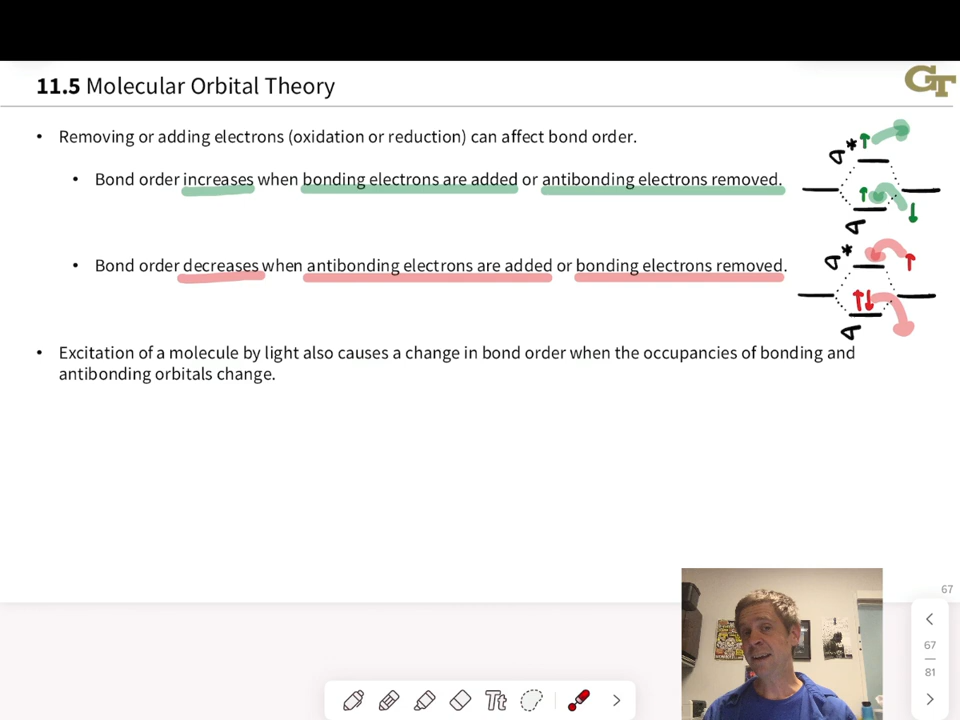 11.5 Molecular Orbital Theory
GT
• Removing or adding electrons (oxidation or reduction) can affect bond order.
σ*
• Bond order increases when bonding electrons are added or antibonding electrons removed.
σ
σ*
• Bond order decreases when antibonding electrons are added or bonding electrons removed.
σ
• Excitation of a molecule by light also causes a change in bond order when the occupancies of bonding and
antibonding orbitals change.
67
67
81
Tt